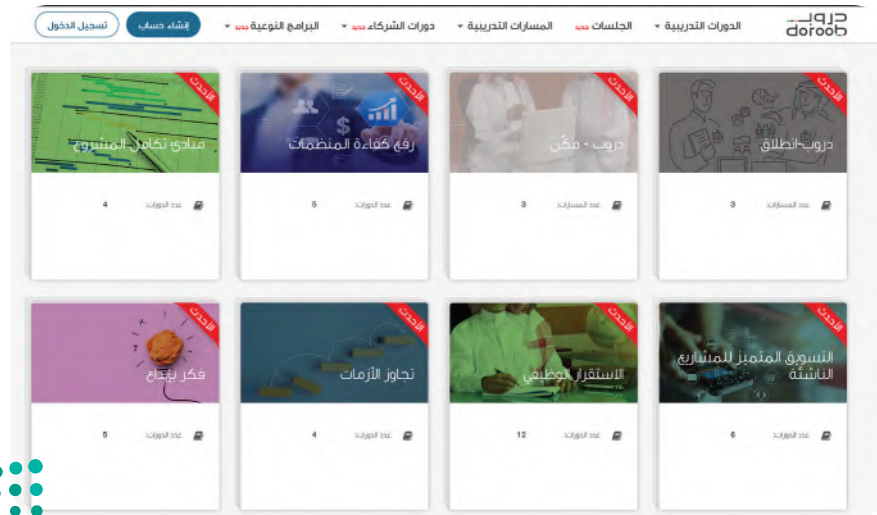 دروب
doroob
الدورات التدريبية
الجلسات جديد
المسارات التدريبية
دورات الشركاء جديد
البرامج النوعية جديد
إنشاء حساب
تسجيل الدخول
الأحدث
دروب-انطلاق
عدد المسارات: 3
الأحدث
دروب - مكّن
عدد المسارات: 3
الأحدث
رفع كفاءة المنظمات
عدد الدورات: 5
الأحدث
مبادئ تكامل المشروع
عدد الدورات: 4
الأحدث
التسويق المتميز للمشاريع
الناشئة
عدد الدورات: 6
الأحدث
الاستقرار الوظيفي
عدد الدورات: 12
الأحدث
تجاوز الأزمات
عدد الدورات: 4
الأحدث
فكر بإبداع
عدد الدورات: 5